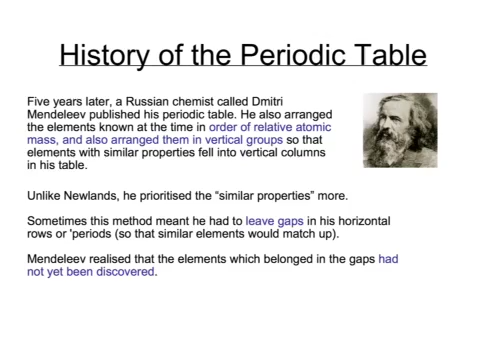 History of the Periodic Table
Five years later, a Russian chemist called Dmitri
Mendeleev published his periodic table. He also arranged
the elements known at the time in order of relative atomic
mass, and also arranged them in vertical groups so that
elements with similar properties fell into vertical columns
in his table.
Unlike Newlands, he prioritised the “similar properties” more.
Sometimes this method meant he had to leave gaps in his horizontal
rows or 'periods (so that similar elements would match up).
Mendeleev realised that the elements which belonged in the gaps had
not yet been discovered.